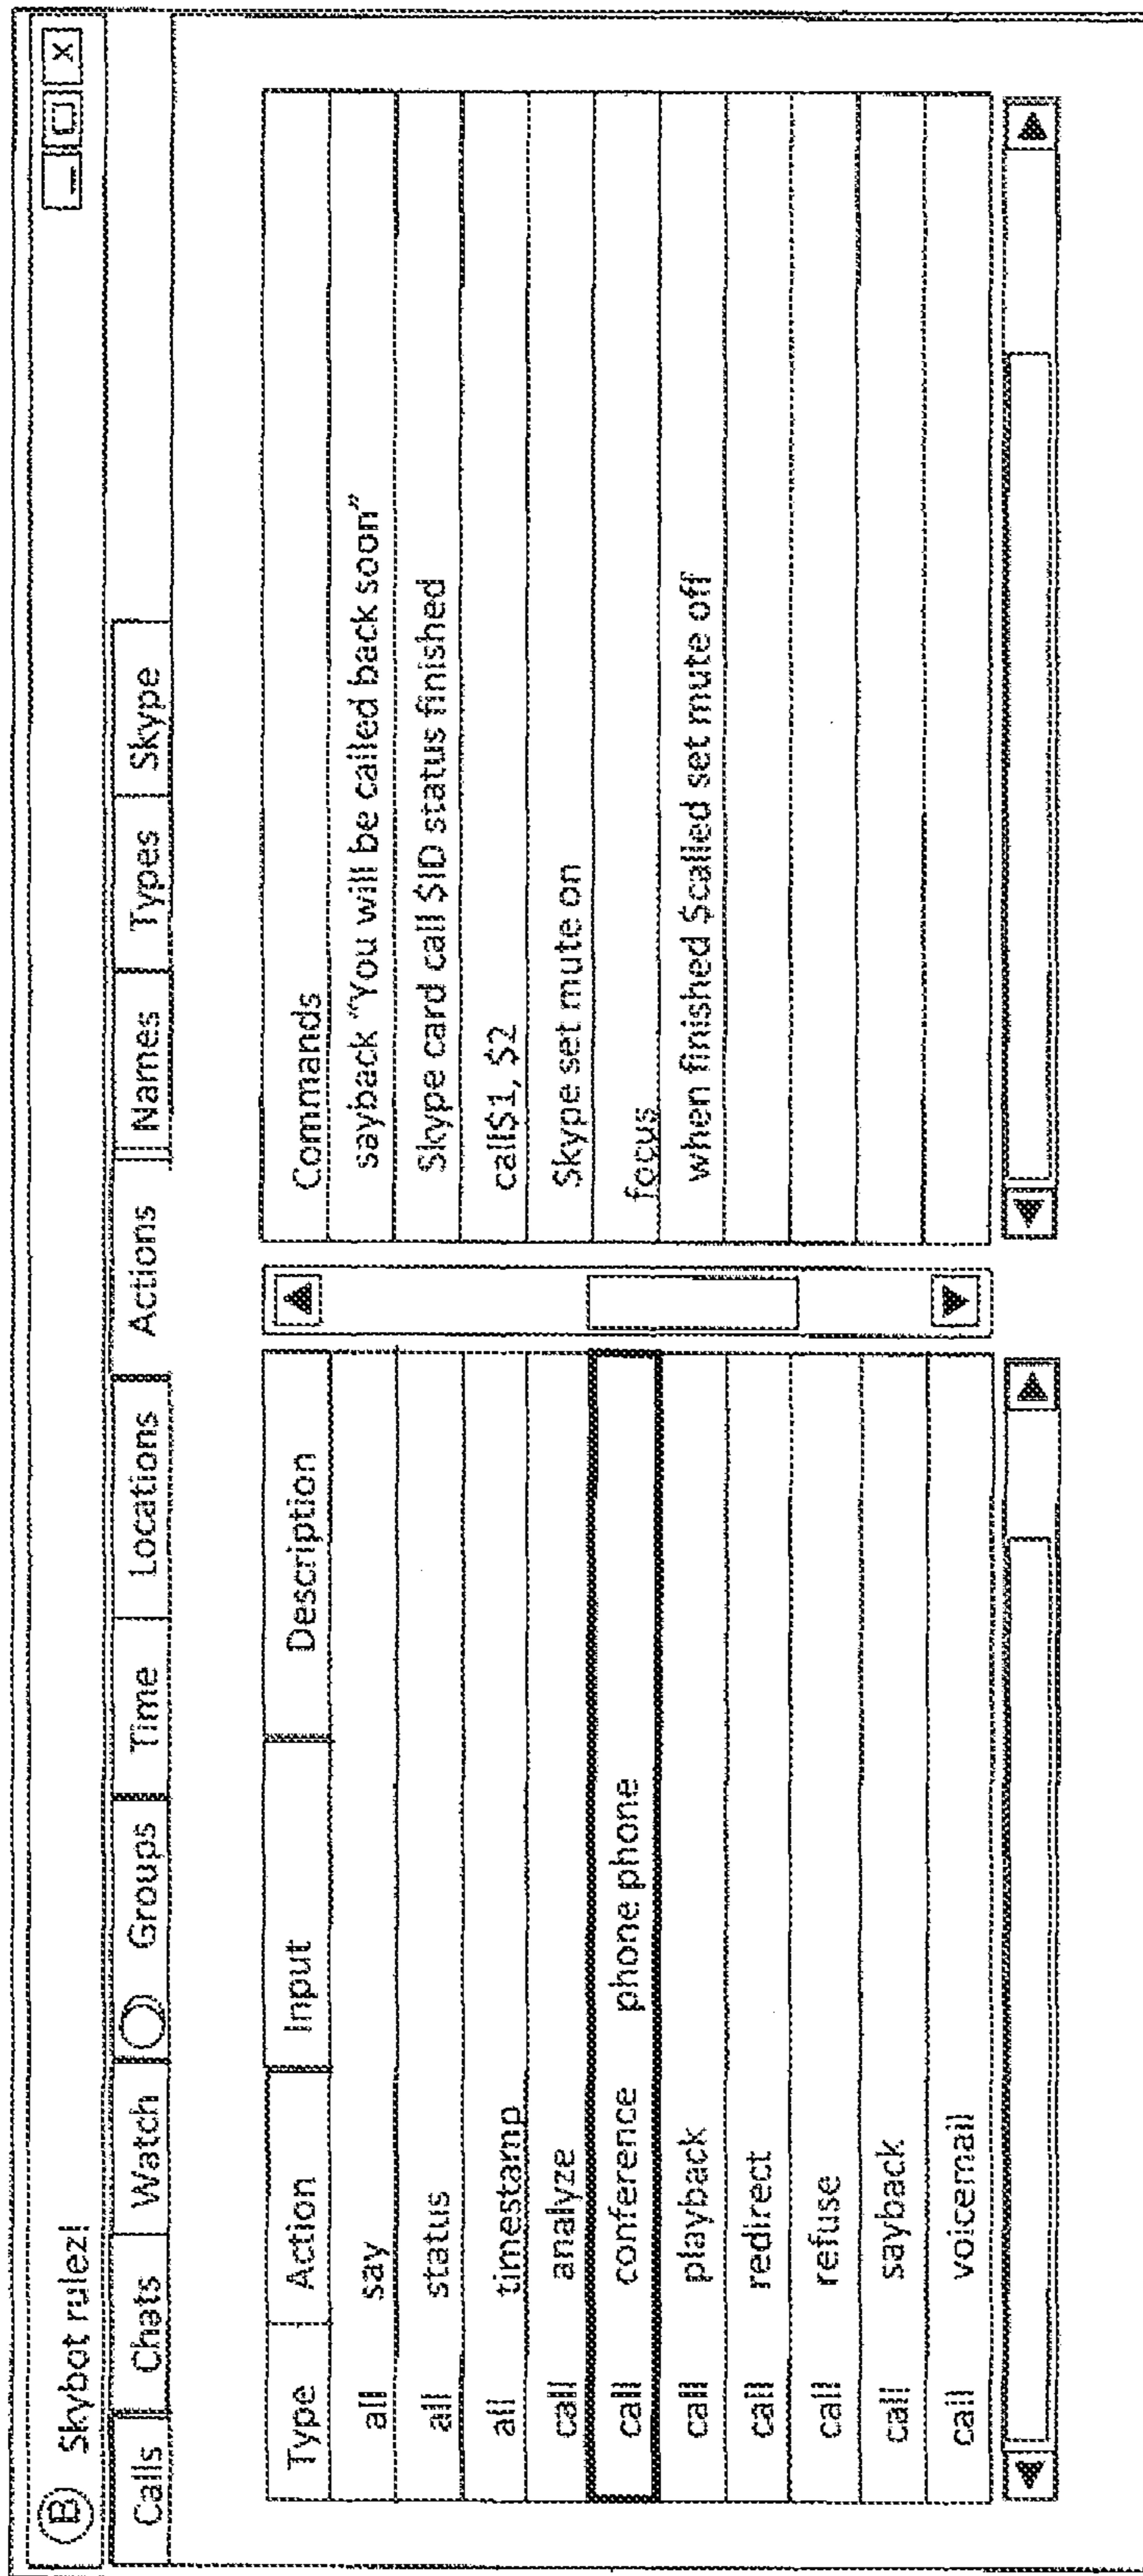 B Skybot rulez!
Calls Chats Watch Groups Time Locations Actions Names Types Skype
Type Action Input Description
all say
all status
all timestamp
call analyze
call conference phone phone
call playback
call redirect
call refuse
call sayback
call voicemail
Commands
sayback “You will be called back soon”
Skype card call $ID status finished
call$1, $2
Skype set mute on
focus
when finished $called set mute off